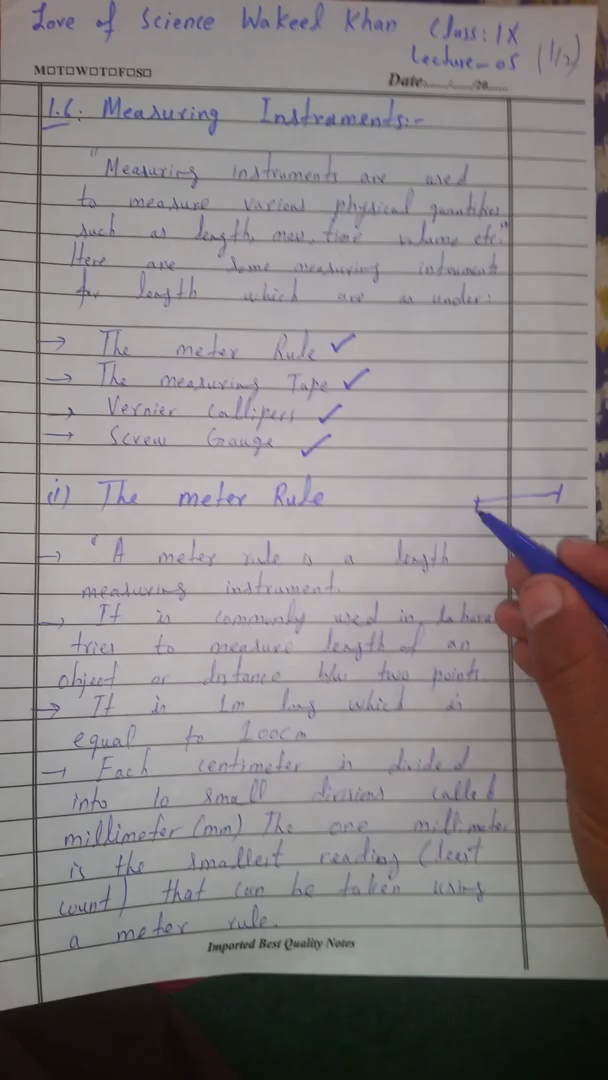 Love of Science Wakeel Khan Class: IX
Lecture-05 (1/2)
M□T□W□T□F□S□
Date:....../....../20......
1.6: Measuring Instraments:-
"Measuring instruments are used
to measure various physical quantities
such as length, mas, time volume etc."
Here are some measuring intrument
for length which are as under:
→ The meter Rule ✓
→ The measuring Tape ✓
→ Vernier Callipers ✓
→ Screw Gauge ✓
(i) The meter Rule
→ "A meter rule is a length
measuring instrument.
→ It is commonly used in labora
tries to measure length of an
object or distance b/w two points
→ It is 1m long which is
equal to 100cm
→ Each centimeter is divided
into 10 small divisions called
millimeter (mm) The one millimeter
is the smallest reading (least
count) that can be taken using
a meter rule.
Imported Best Quality Notes